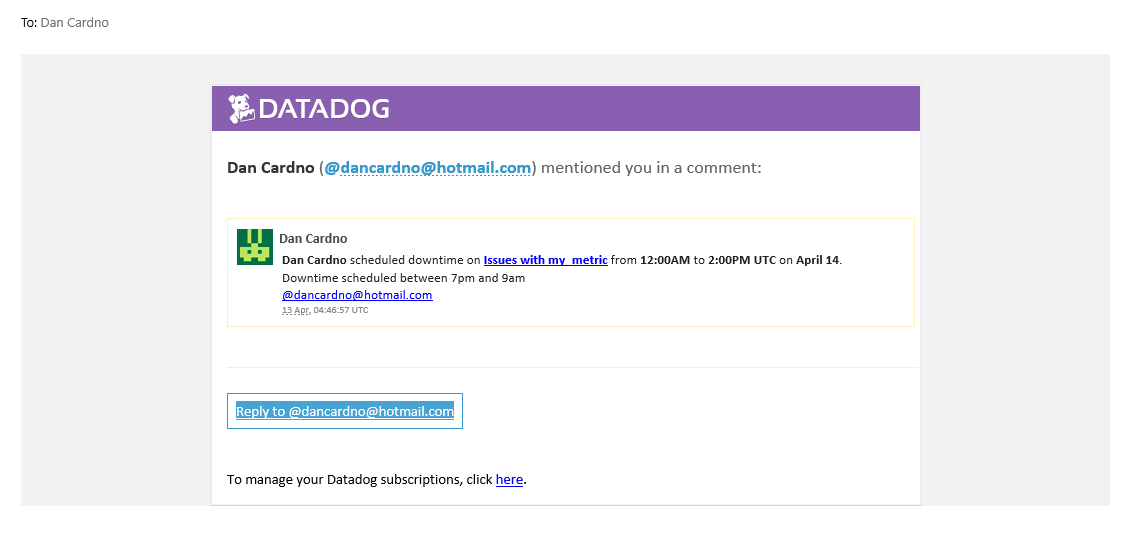 To: Dan Cardno
DATADOG
Dan Cardno (@dancardno@hotmail.com) mentioned you in a comment:
Dan Cardno
Dan Cardno scheduled downtime on Issues with my_metric from 12:00AM to 2:00PM UTC on April 14.
Downtime scheduled between 7pm and 9am
@dancardno@hotmail.com
13 Apr, 04:46:57 UTC
Reply to @dancardno@hotmail.com
To manage your Datadog subscriptions, click here.